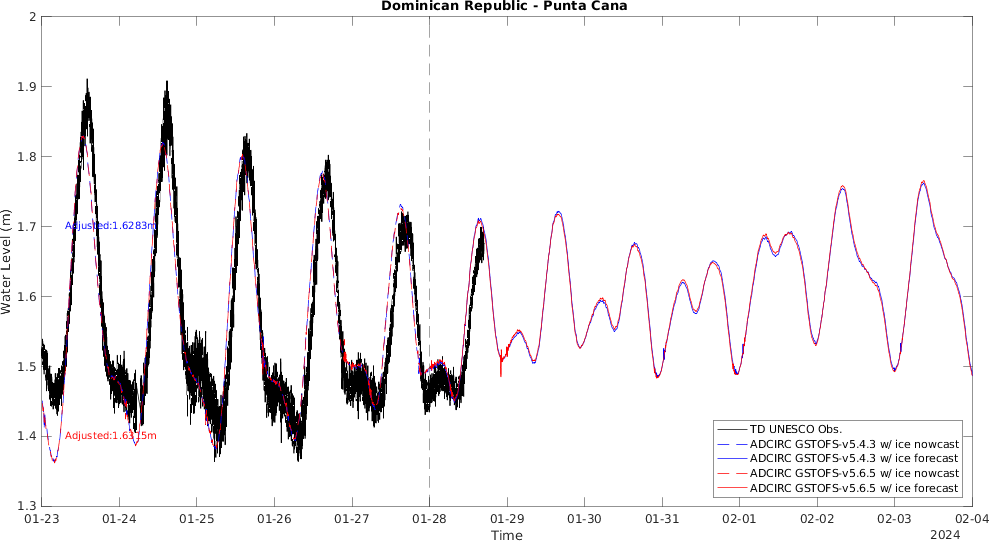 Dominican Republic - Punta Cana
2
1.9
1.8
1.7
1.6
1.5
1.4
1.3
Water Level (m)
Adjusted:1.6283m
Adjusted:1.6315m
TD UNESCO Obs.
ADCIRC GSTOFS-v5.4.3 w/ ice nowcast
ADCIRC GSTOFS-v5.4.3 w/ ice forecast
ADCIRC GSTOFS-v5.6.5 w/ ice nowcast
ADCIRC GSTOFS-v5.6.5 w/ ice forecast
01-23 01-24 01-25 01-26 01-27 01-28 01-29 01-30 01-31 02-01 02-02 02-03 02-04
Time
2024